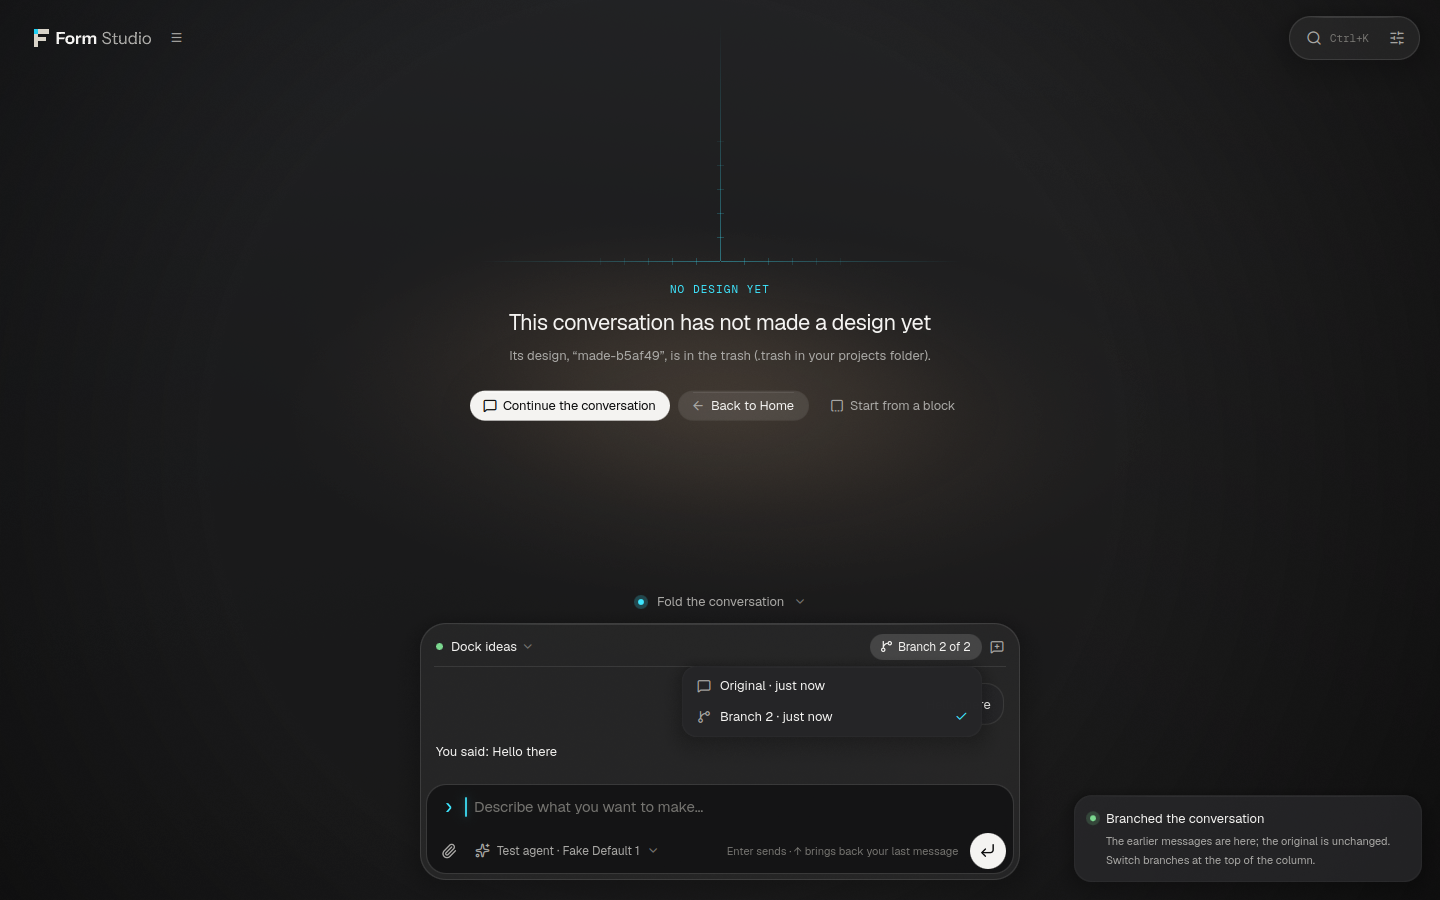 Form Studio
Ctrl+K
NO DESIGN YET
This conversation has not made a design yet
Its design, “made-b5af49”, is in the trash (.trash in your projects folder).
Continue the conversation
Back to Home
Start from a block
Fold the conversation
Dock ideas
Branch 2 of 2
Original · just now
Branch 2 · just now
You said: Hello there
Describe what you want to make...
Test agent · Fake Default 1
Enter sends · ↑ brings back your last message
Branched the conversation
The earlier messages are here; the original is unchanged.
Switch branches at the top of the column.